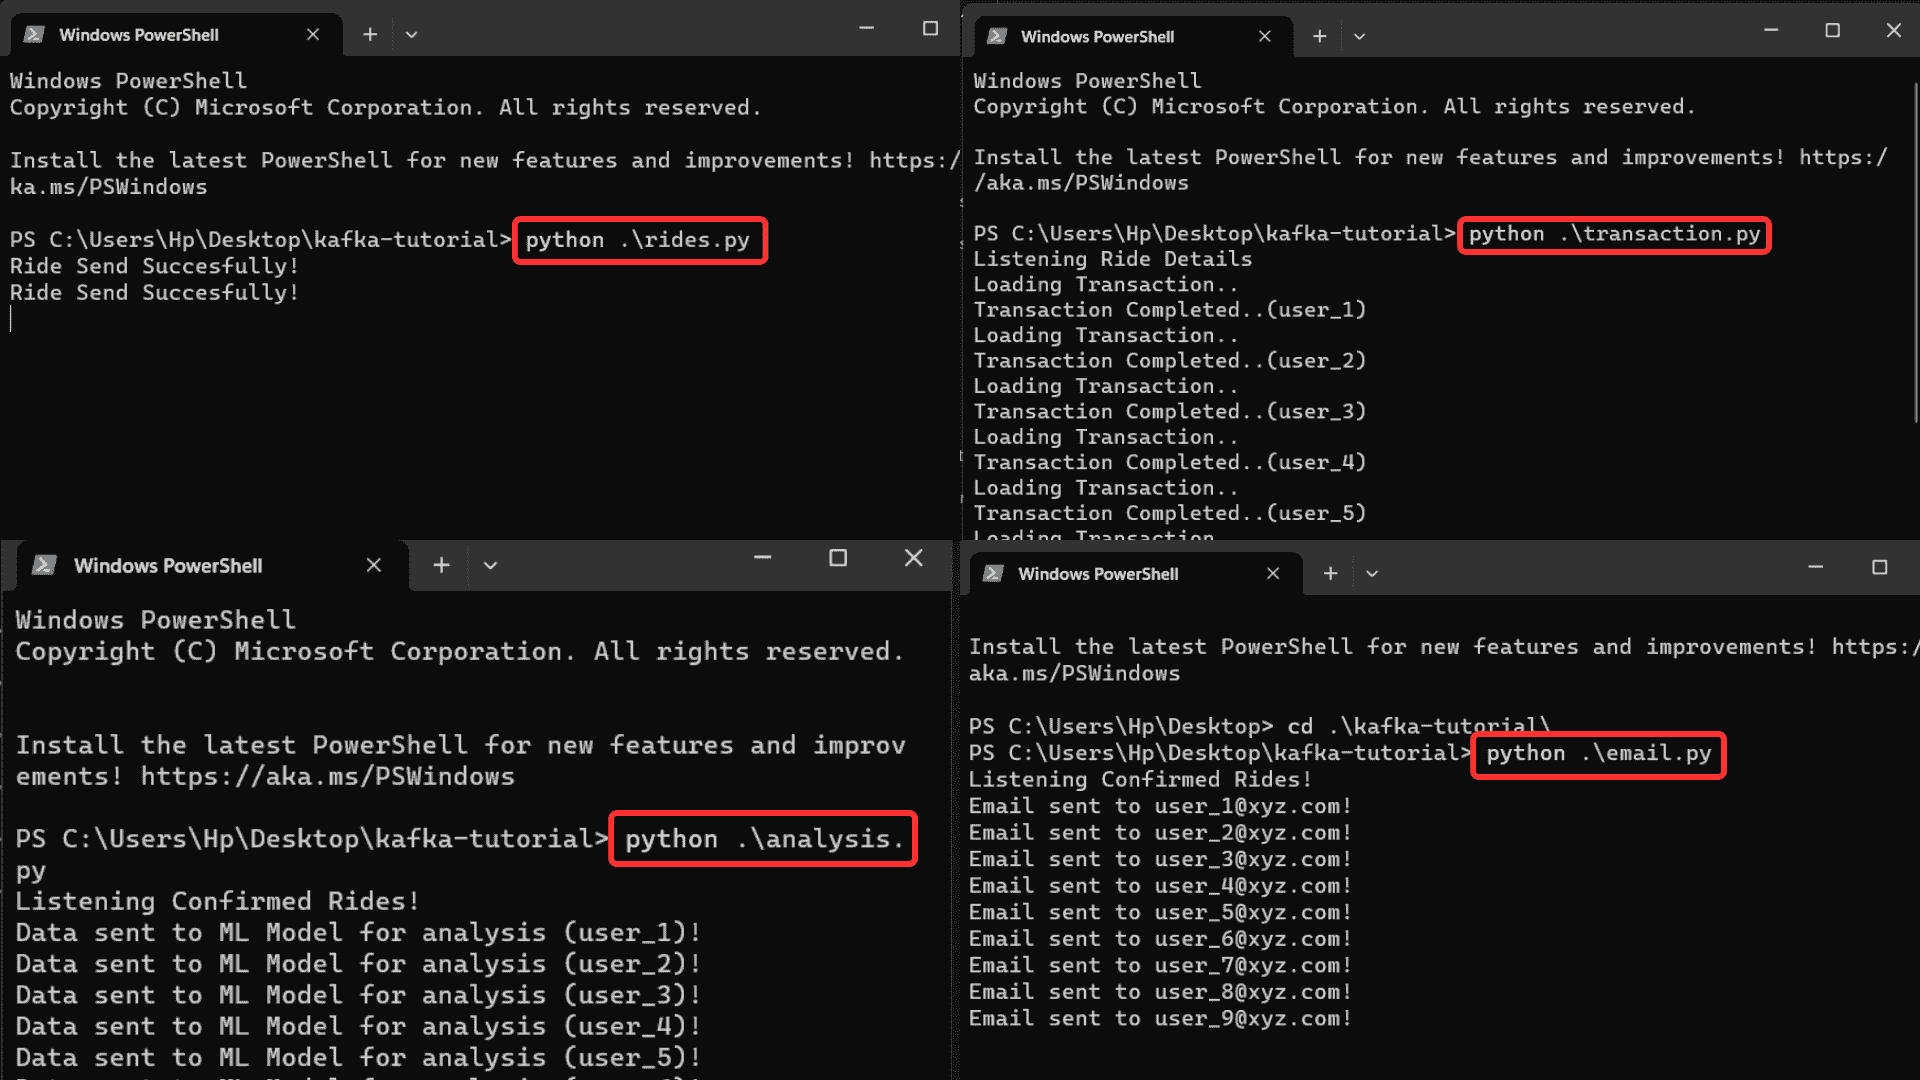 Windows PowerShell
Windows PowerShell
Copyright (C) Microsoft Corporation. All rights reserved.
Install the latest PowerShell for new features and improvements! https:/
ka.ms/PSWindows
PS C:\Users\Hp\Desktop\kafka-tutorial> python .\rides.py
Ride Send Succesfully!
Ride Send Succesfully!
Windows PowerShell
Windows PowerShell
Copyright (C) Microsoft Corporation. All rights reserved.
Install the latest PowerShell for new features and improvements! https:/
/aka.ms/PSWindows
PS C:\Users\Hp\Desktop\kafka-tutorial> python .\transaction.py
Listening Ride Details
Loading Transaction..
Transaction Completed..(user_1)
Loading Transaction..
Transaction Completed..(user_2)
Loading Transaction..
Transaction Completed..(user_3)
Loading Transaction..
Transaction Completed..(user_4)
Loading Transaction..
Transaction Completed..(user_5)
Loading Transaction
Windows PowerShell
Windows PowerShell
Copyright (C) Microsoft Corporation. All rights reserved.
Install the latest PowerShell for new features and improv
ements! https://aka.ms/PSWindows
PS C:\Users\Hp\Desktop\kafka-tutorial> python .\analysis.
py
Listening Confirmed Rides!
Data sent to ML Model for analysis (user_1)!
Data sent to ML Model for analysis (user_2)!
Data sent to ML Model for analysis (user_3)!
Data sent to ML Model for analysis (user_4)!
Data sent to ML Model for analysis (user_5)!
Windows PowerShell
Install the latest PowerShell for new features and improvements! https:/
aka.ms/PSWindows
PS C:\Users\Hp\Desktop> cd .\kafka-tutorial\
PS C:\Users\Hp\Desktop\kafka-tutorial> python .\email.py
Listening Confirmed Rides!
Email sent to user_1@xyz.com!
Email sent to user_2@xyz.com!
Email sent to user_3@xyz.com!
Email sent to user_4@xyz.com!
Email sent to user_5@xyz.com!
Email sent to user_6@xyz.com!
Email sent to user_7@xyz.com!
Email sent to user_8@xyz.com!
Email sent to user_9@xyz.com!